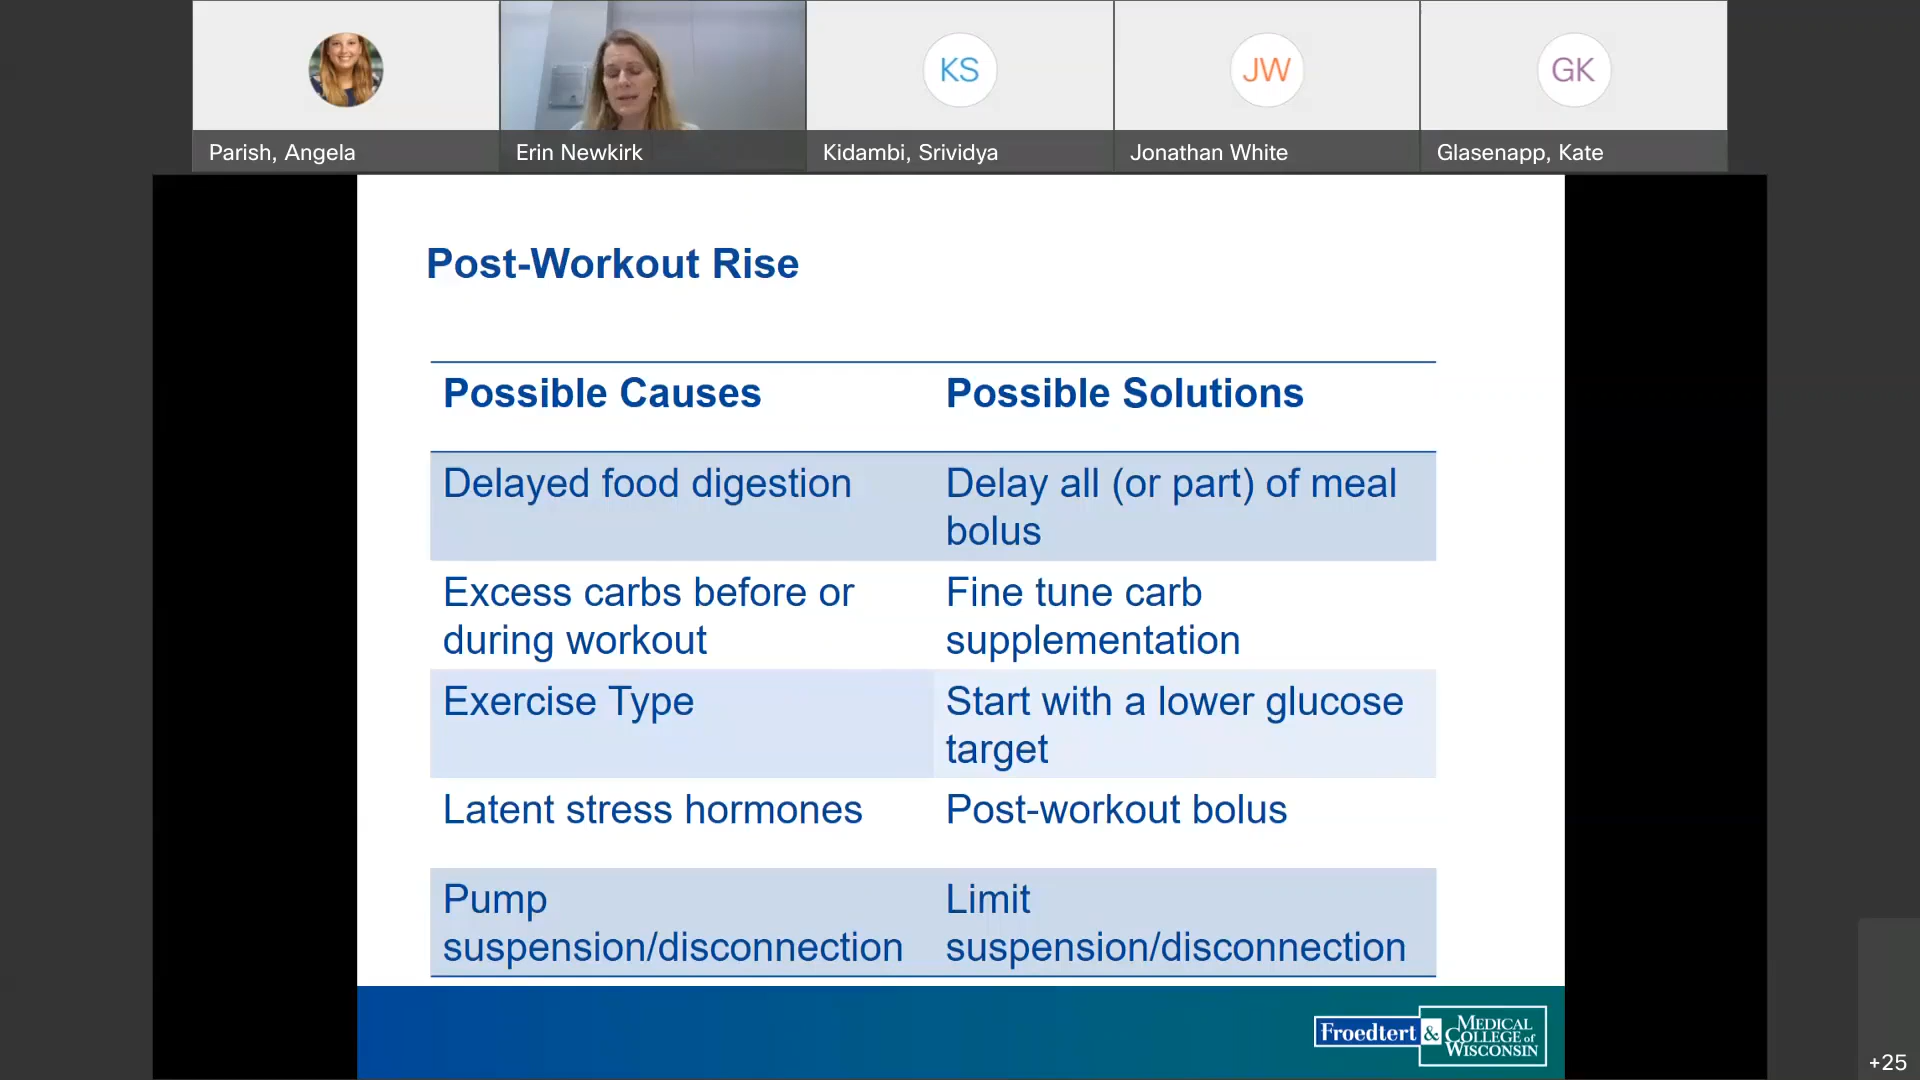 KS
JW
GK
Parish, Angela
Erin Newkirk
Kidambi, Srividya
Jonathan White
Glasenapp, Kate
Post-Workout Rise
Possible Causes
Possible Solutions
Delayed food digestion
Delay all (or part) of meal
bolus
Excess carbs before or
during workout
Fine tune carb
supplementation
Exercise Type
Start with a lower glucose
target
Latent stress hormones
Post-workout bolus
Pump
suspension/disconnection
Limit
suspension/disconnection
Froedtert & MEDICAL
COLLEGE of
WISCONSIN
+25